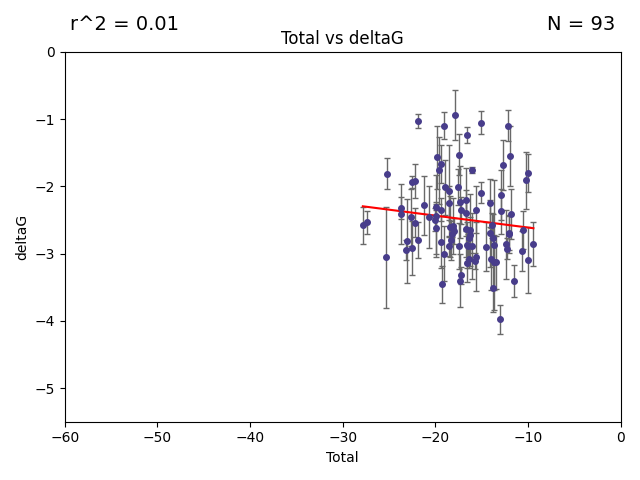 r^2 = 0.01
N = 93
Total vs deltaG
0
−1
−2
−3
−4
−5
deltaG
−60 −50 −40 −30 −20 −10 0
Total